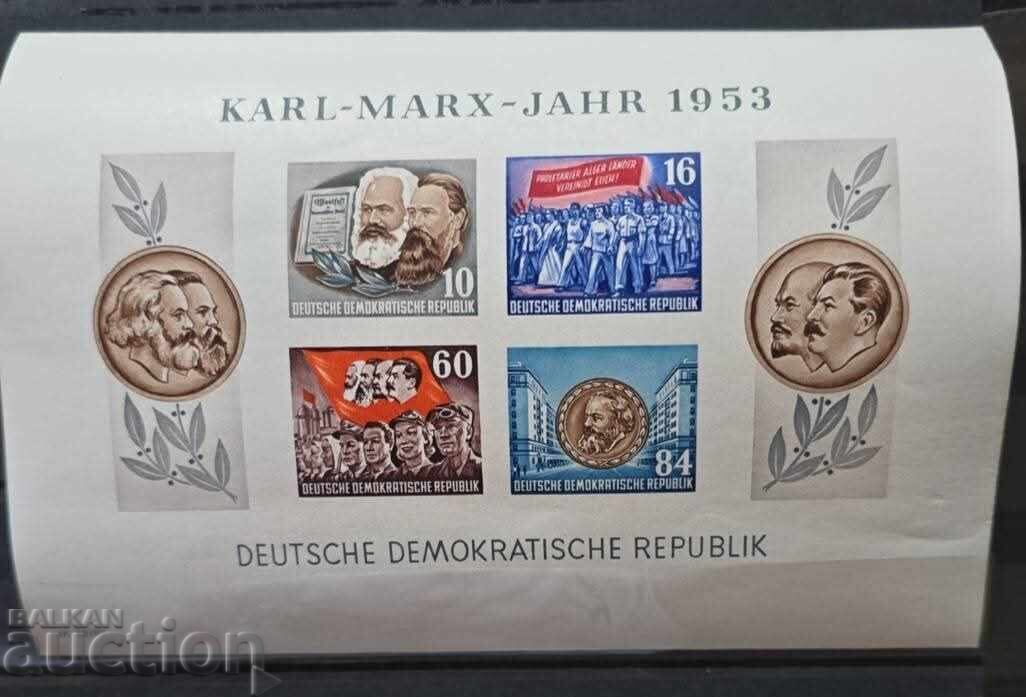 KARL-MARX-JAHR 1953
10
DEUTSCHE DEMOKRATISCHE REPUBLIK
PROLETARIER ALLER LÄNDER
VEREINIGT EUCH!
16
DEUTSCHE DEMOKRATISCHE REPUBLIK
60
DEUTSCHE DEMOKRATISCHE REPUBLIK
84
DEUTSCHE DEMOKRATISCHE REPUBLIK
DEUTSCHE DEMOKRATISCHE REPUBLIK
BALKAN
auction